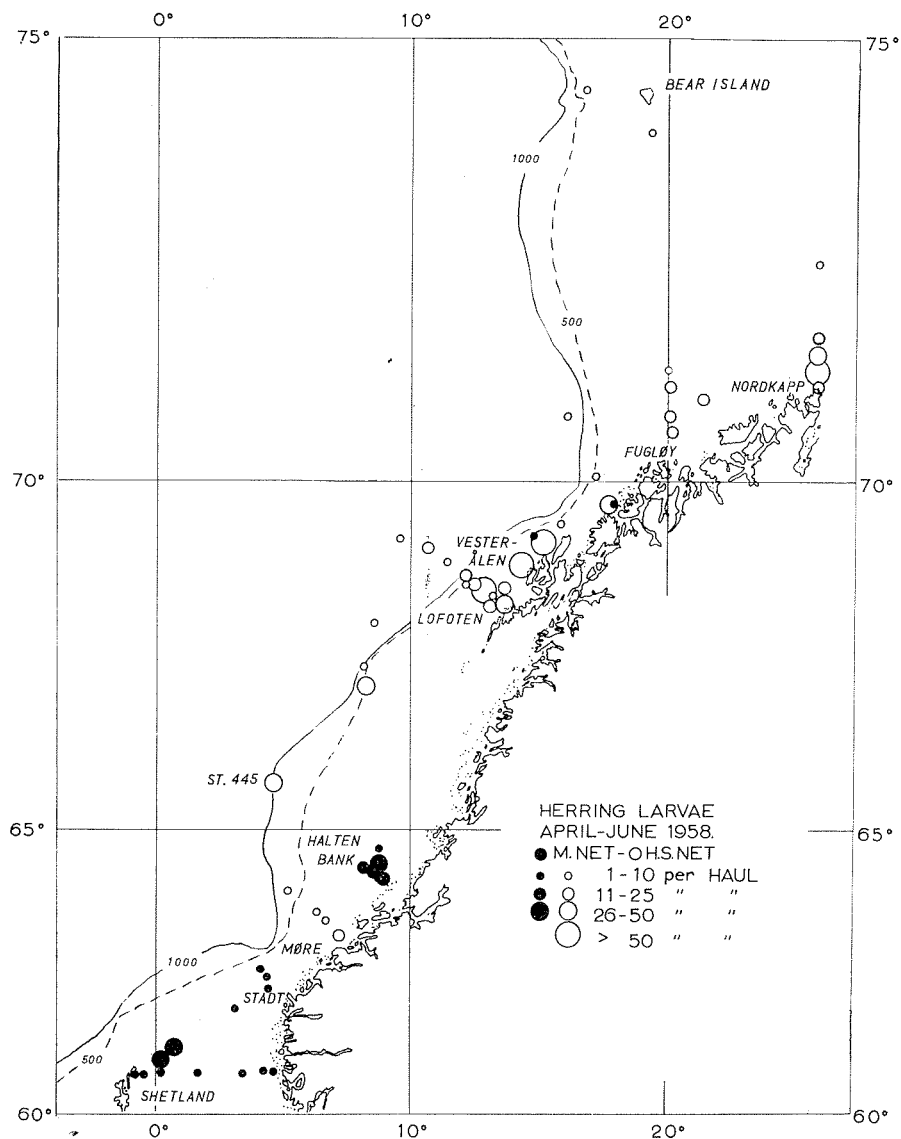 0° 10° 20°
75° 75°
BEAR ISLAND
1000
500
NORDKAPP
FUGLØY
70° 70°
VESTER-
ÅLEN
LOFOTEN
ST. 445
65° 65°
HALTEN
BANK
HERRING LARVAE
APRIL-JUNE 1958.
M. NET-OH.S.NET
1-10 per HAUL
11-25 " "
26-50 " "
> 50 " "
MØRE
1000
STADT
500
SHETLAND
60° 60°
0° 10° 20°